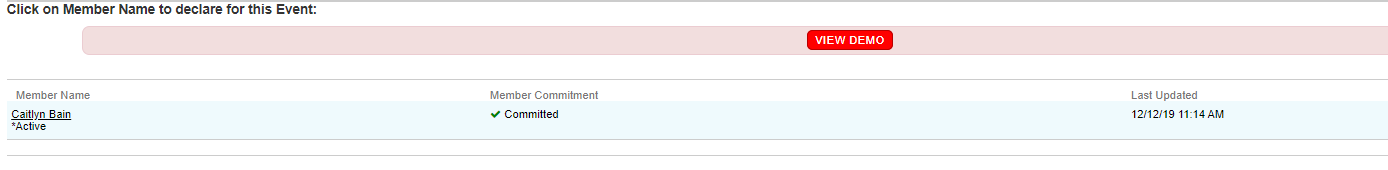 Click on Member Name to declare for this Event:
VIEW DEMO
Member Name Member Commitment Last Updated
Caitlyn Bain Committed 12/12/19 11:14 AM
*Active